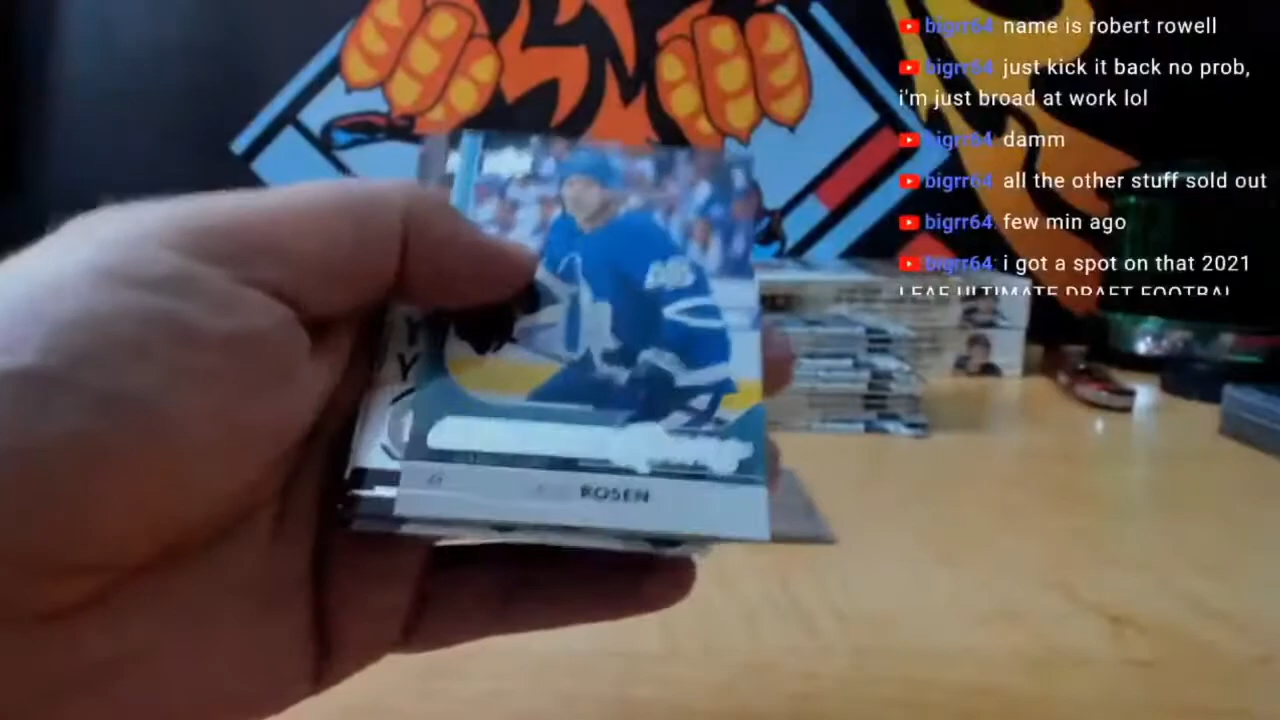 bigrr64 name is robert rowell
bigrr64 just kick it back no prob,
i'm just broad at work lol
bigrr64 damm
bigrr64 all the other stuff sold out
bigrr64 few min ago
bigrr64 i got a spot on that 2021
LEAF ULTIMATE DRAFT FOOTBAL
ROSEN